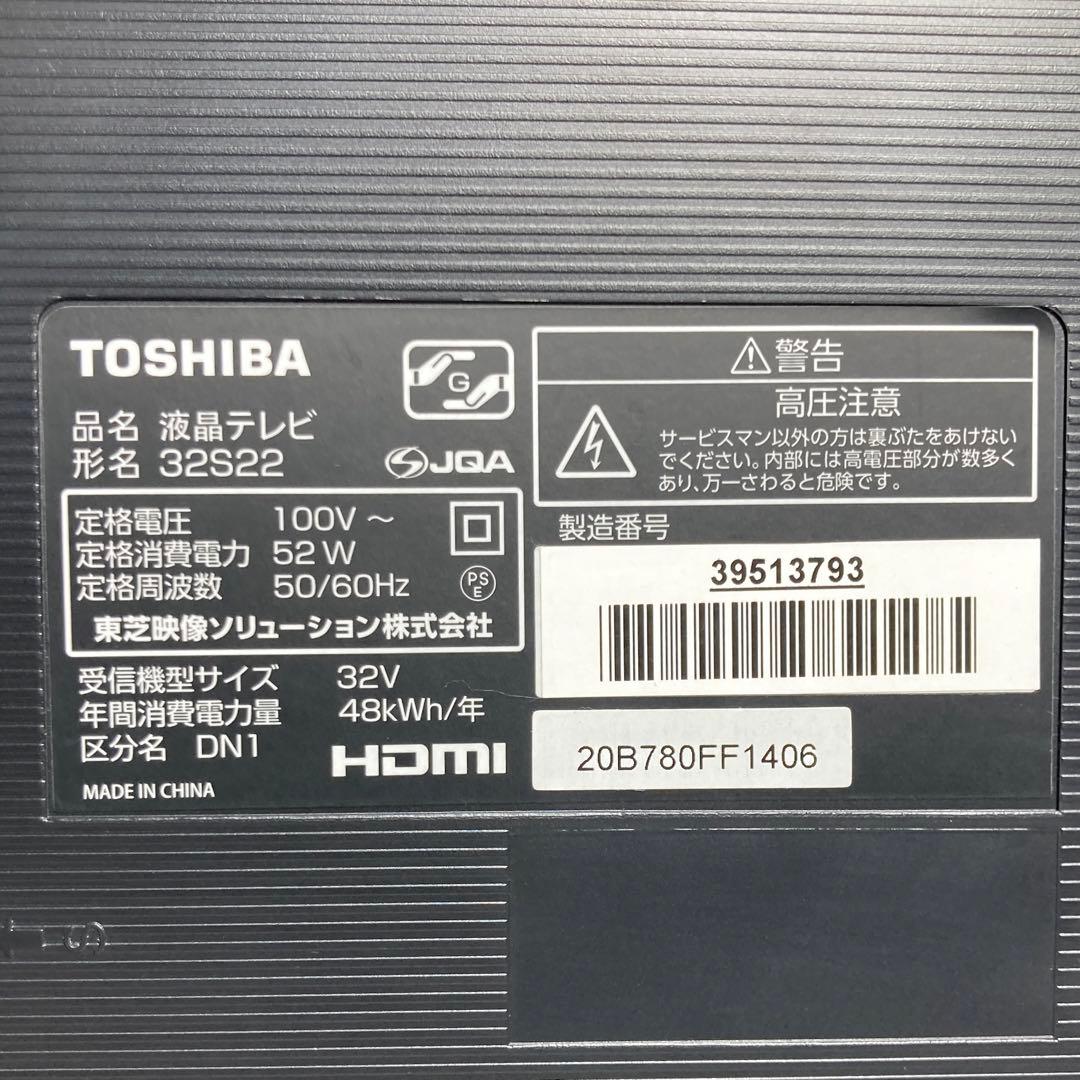 TOSHIBA
G
品名 液晶テレビ
形名 32S22
JQA
定格電圧 100V～
定格消費電力 52W
定格周波数 50/60Hz
PS
E
東芝映像ソリューション株式会社
受信機型サイズ 32V
年間消費電力量 48kWh/年
区分名 DN1
HDMI
MADE IN CHINA
⚠警告
高圧注意
サービスマン以外の方は裏ぶたをあけない
でください。内部には高電圧部分が数多く
あり、万一さわると危険です。
製造番号
39513793
20B780FF1406